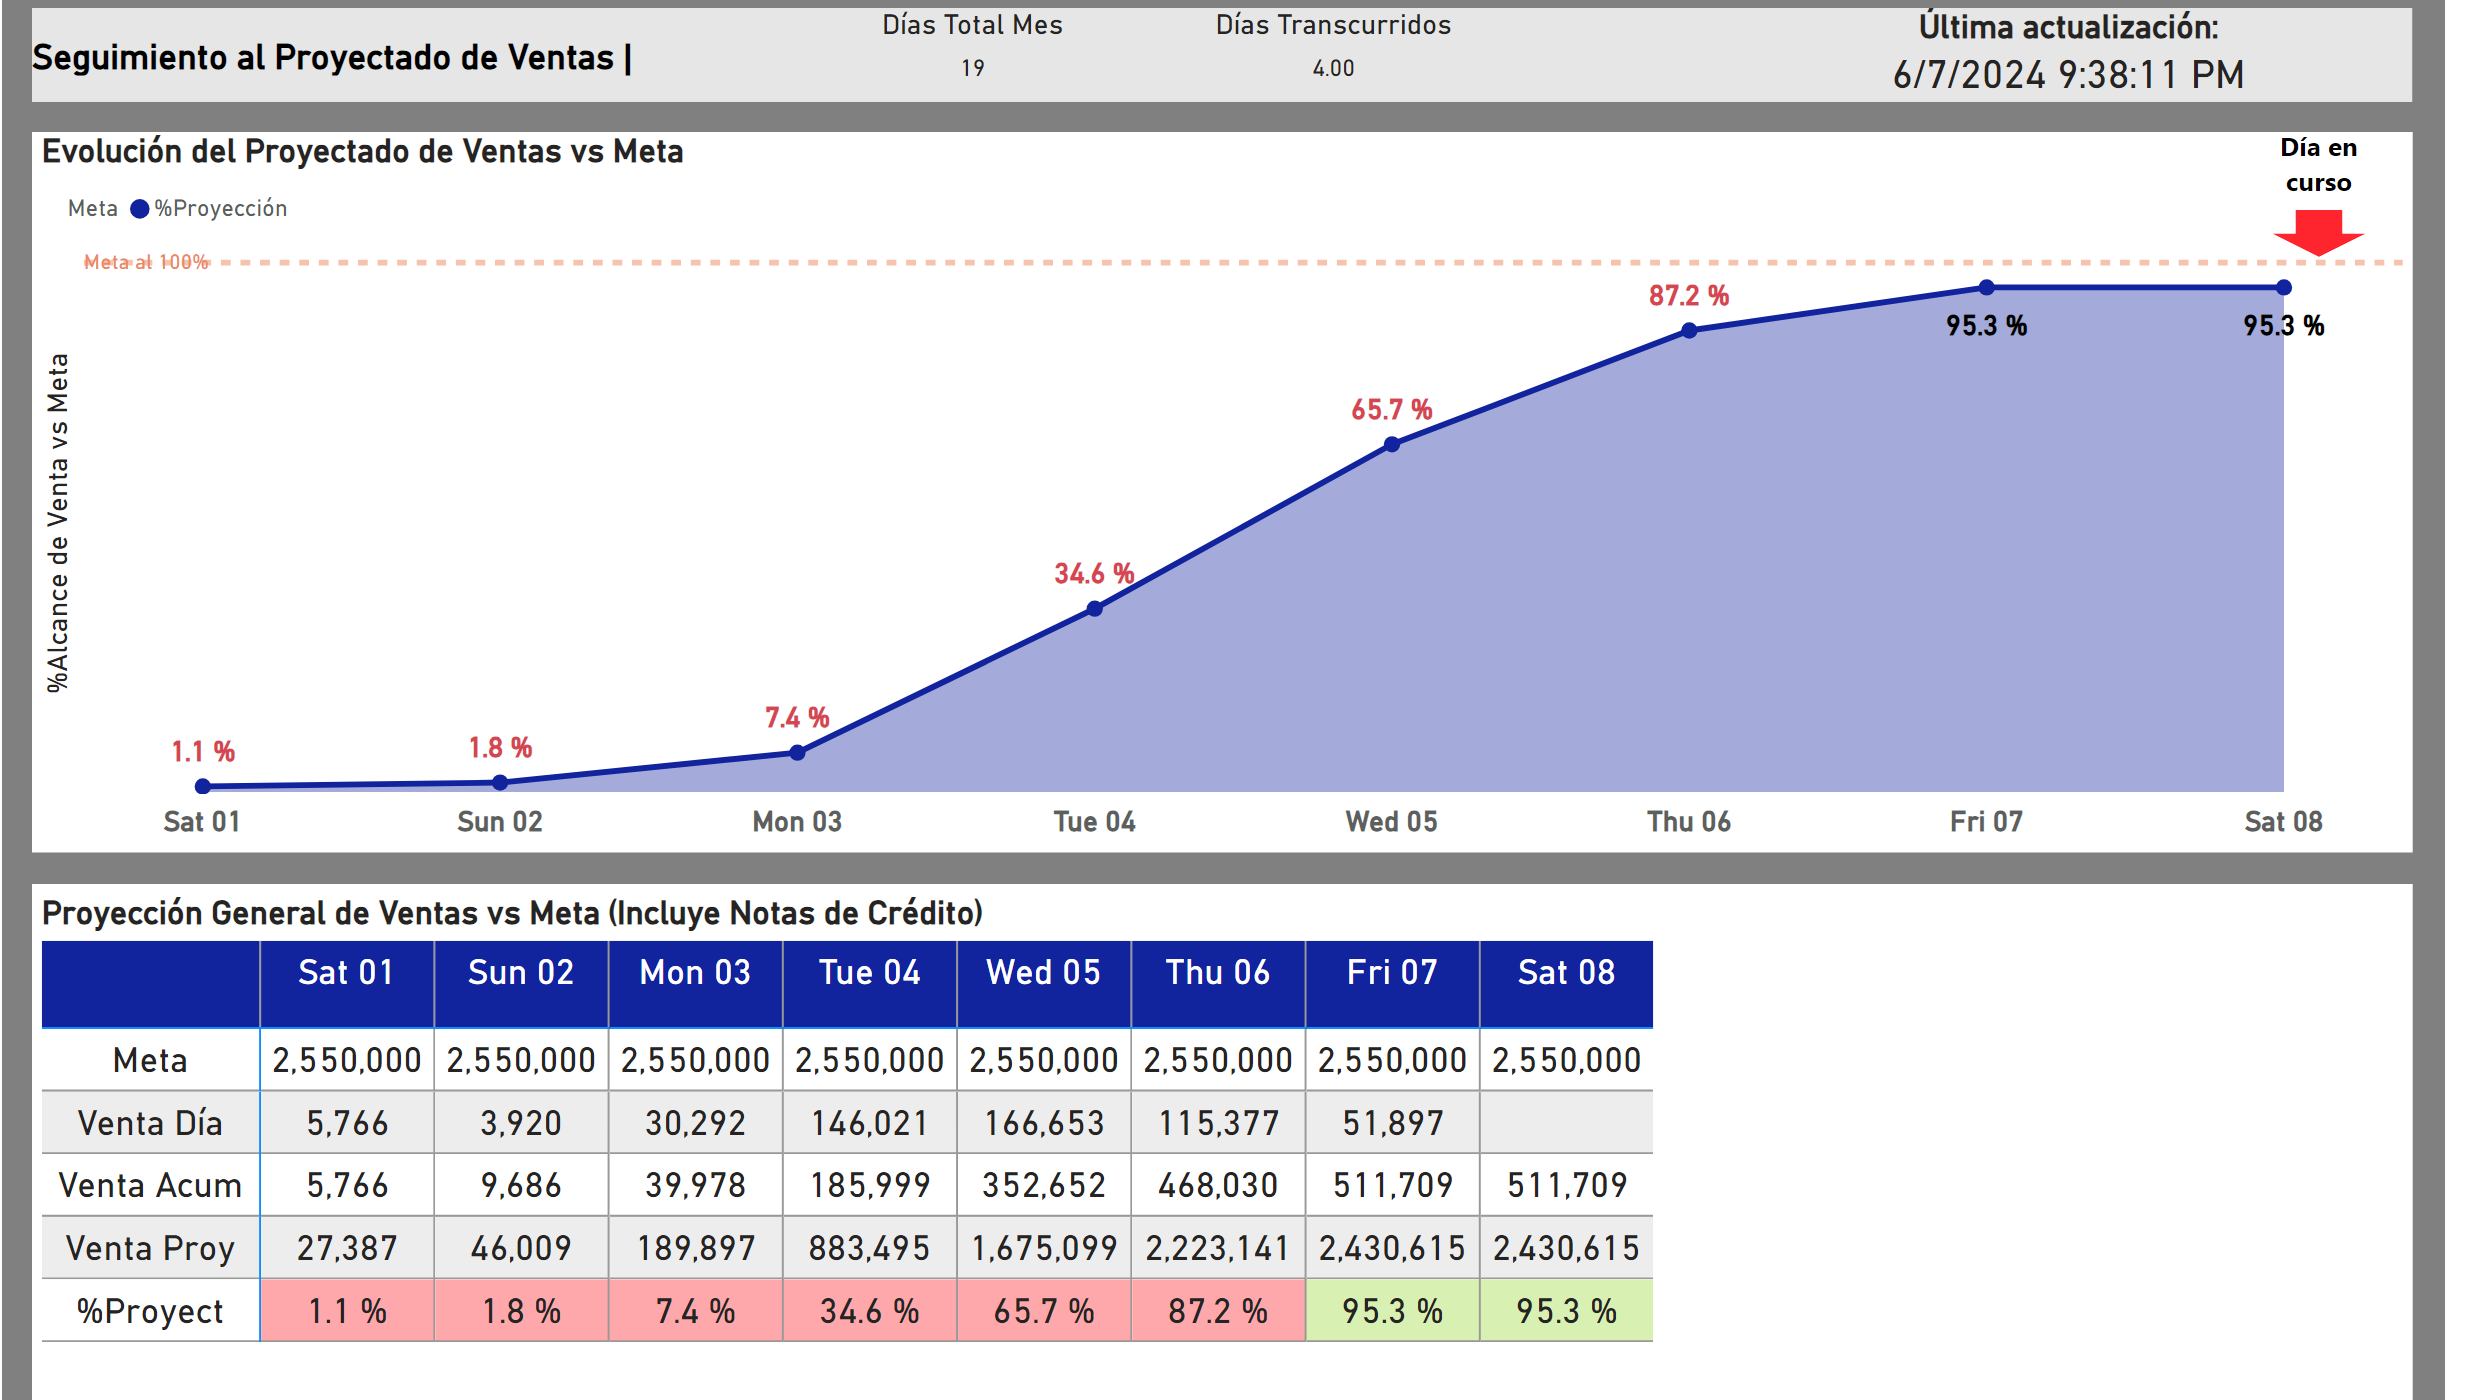 Seguimiento al Proyectado de Ventas |
Días Total Mes
19
Días Transcurridos
4.00
Última actualización:
6/7/2024 9:38:11 PM
Evolución del Proyectado de Ventas vs Meta
Día en
curso
Meta %Proyección
Meta al 100%
%Alcance de Venta vs Meta
1.1 %
1.8 %
7.4 %
34.6 %
65.7 %
87.2 %
95.3 %
95.3 %
Sat 01 Sun 02 Mon 03 Tue 04 Wed 05 Thu 06 Fri 07 Sat 08
Proyección General de Ventas vs Meta (Incluye Notas de Crédito)
Sat 01 Sun 02 Mon 03 Tue 04 Wed 05 Thu 06 Fri 07 Sat 08
Meta 2,550,000 2,550,000 2,550,000 2,550,000 2,550,000 2,550,000 2,550,000 2,550,000
Venta Día 5,766 3,920 30,292 146,021 166,653 115,377 51,897
Venta Acum 5,766 9,686 39,978 185,999 352,652 468,030 511,709 511,709
Venta Proy 27,387 46,009 189,897 883,495 1,675,099 2,223,141 2,430,615 2,430,615
%Proyect 1.1 % 1.8 % 7.4 % 34.6 % 65.7 % 87.2 % 95.3 % 95.3 %